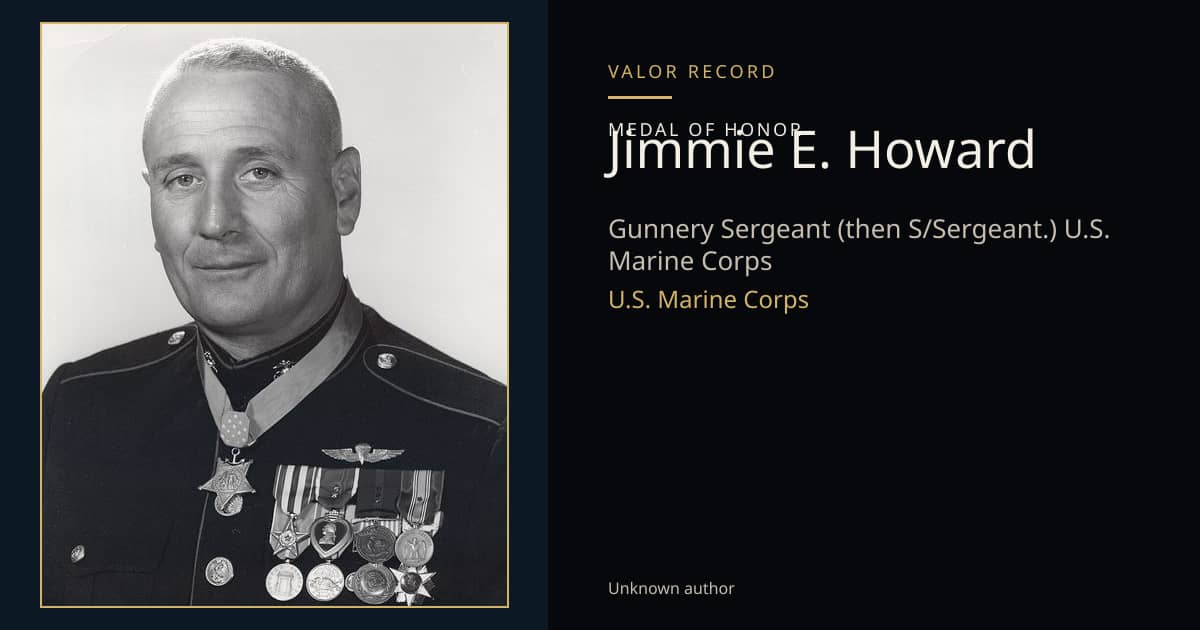 VALOR RECORD
MEDAL OF HONOR
Jimmie E. Howard
Gunnery Sergeant (then S/Sergeant.) U.S.
Marine Corps
U.S. Marine Corps
Unknown author